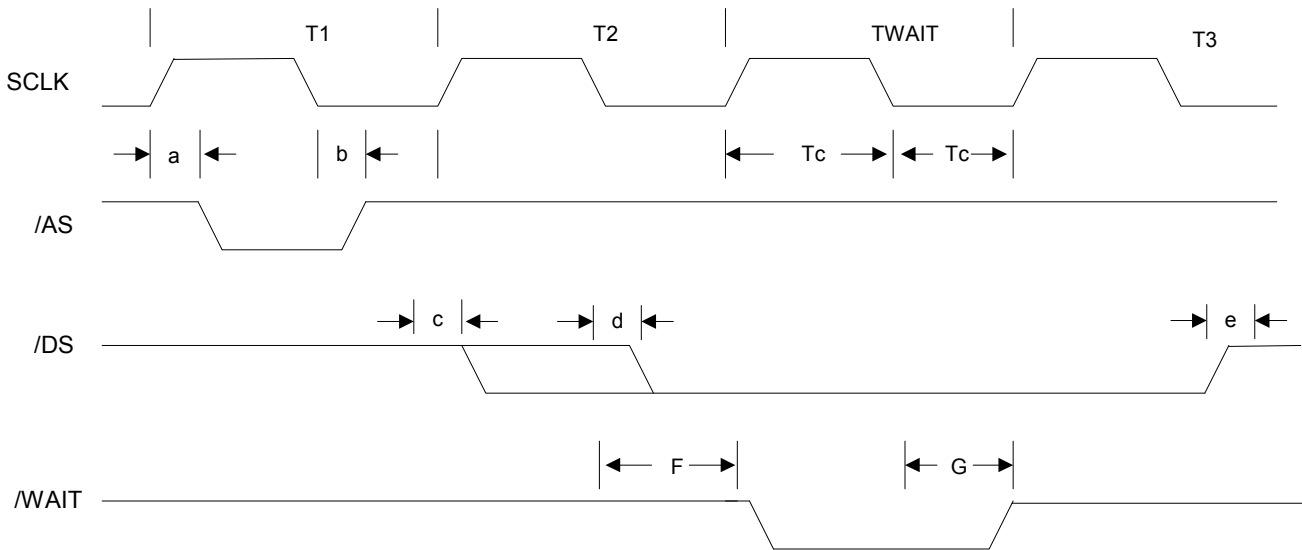 T1 T2 TWAIT T3
SCLK
a b Tc Tc
/AS
c d e
/DS
F G
/WAIT